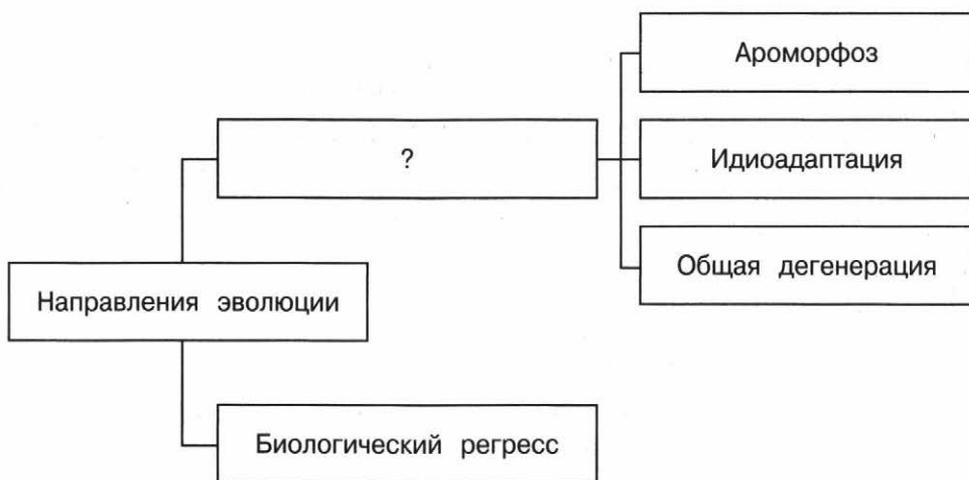 Ароморфоз
?
Идиоадаптация
Общая дегенерация
Направления эволюции
Биологический регресс